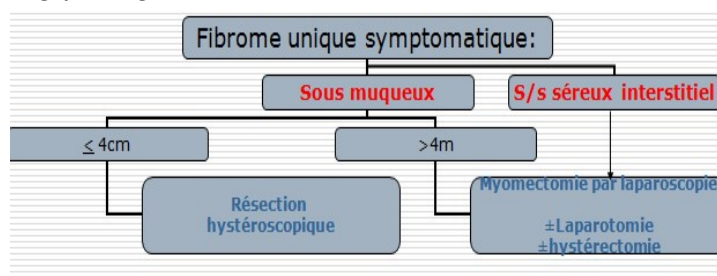 Fibrome unique symptomatique:
Sous muqueux
S/s séreux interstitiel
≤ 4cm
>4m
Résection
hystéroscopique
Myomectomie par laparoscopie
±Laparotomie
±hystérectomie